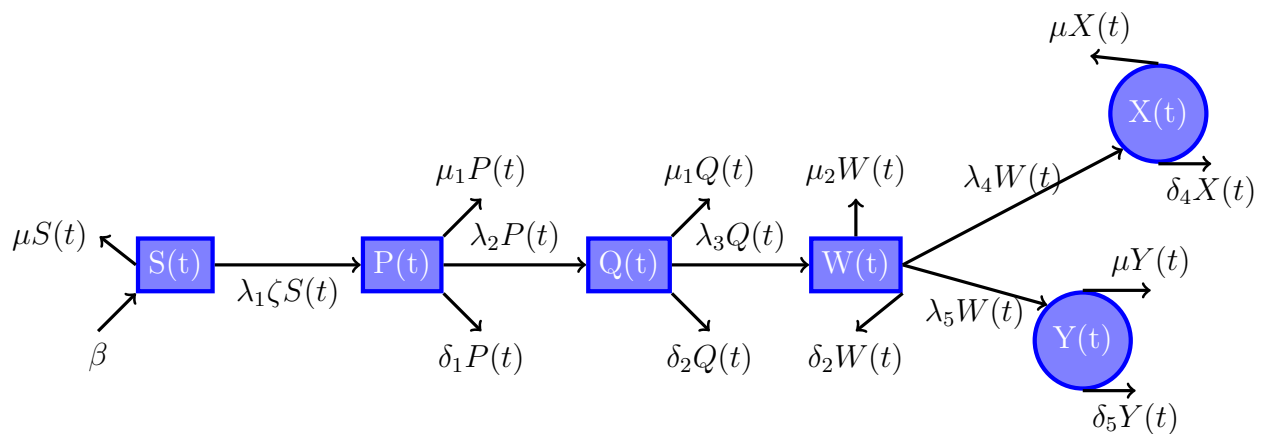 μX(t)
X(t)
δ₄X(t)
λ₄W(t)
μ₁P(t)
μ₁Q(t)
μ₂W(t)
μS(t)
S(t)
λ₁ζS(t)
P(t)
λ₂P(t)
Q(t)
λ₃Q(t)
W(t)
λ₅W(t)
μY(t)
Y(t)
β
δ₁P(t)
δ₂Q(t)
δ₂W(t)
δ₅Y(t)